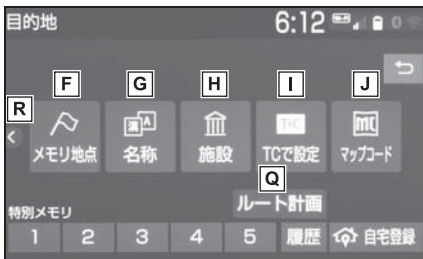 目的地 6:12
F G H I J
R
メモリ地点 名称 施設 TCで設定 マップコード
Q
ルート計画
特別メモリ
1 2 3 4 5 履歴 自宅登録